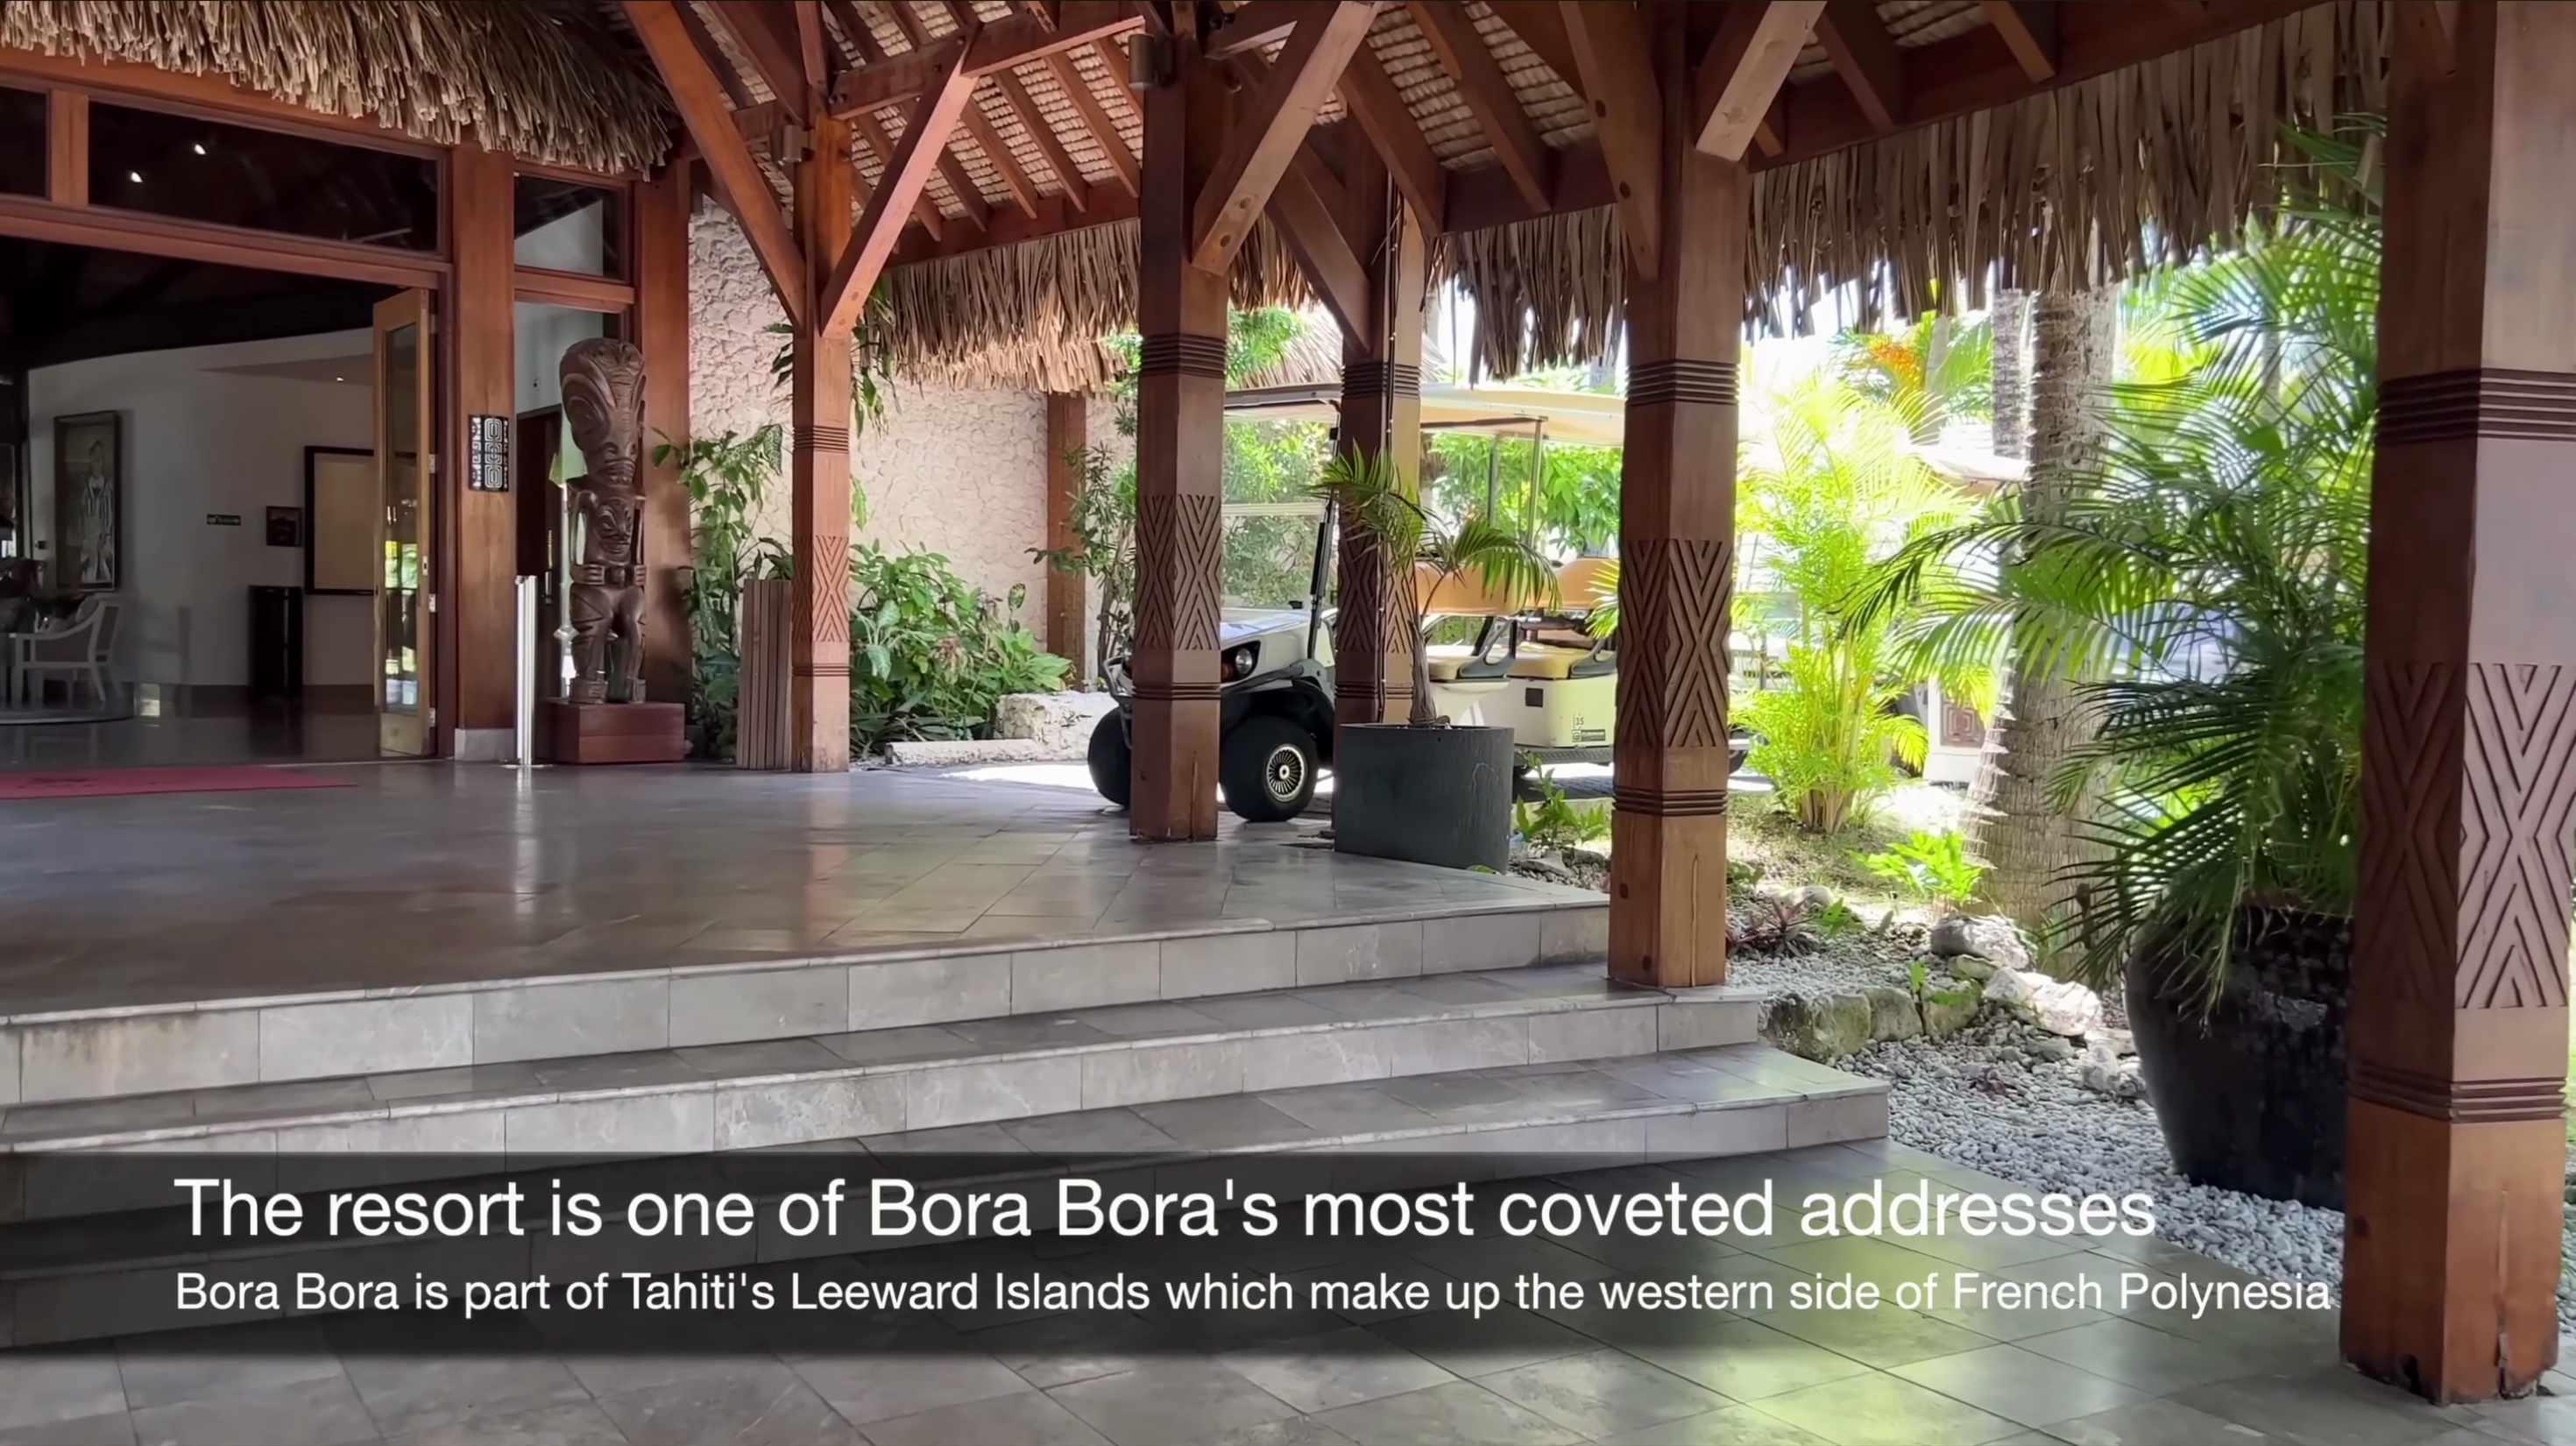 The resort is one of Bora Bora's most coveted addresses
Bora Bora is part of Tahiti's Leeward Islands which make up the western side of French Polynesia
35